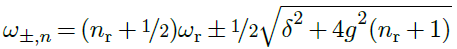 ω±,n = (nr + 1/2)ωr ± 1/2√(δ² + 4g²(nr + 1))